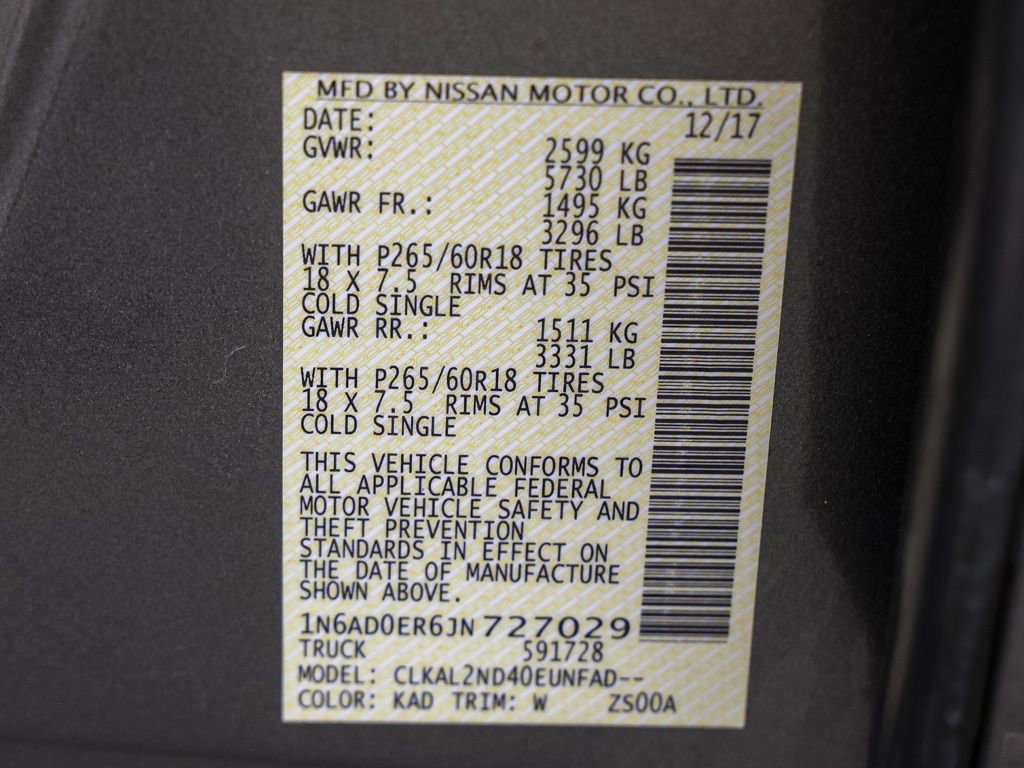 MFD BY NISSAN MOTOR CO., LTD.
DATE: 12/17
GVWR: 2599 KG
5730 LB
GAWR FR.: 1495 KG
3296 LB
WITH P265/60R18 TIRES
18 X 7.5 RIMS AT 35 PSI
COLD SINGLE
GAWR RR.: 1511 KG
3331 LB
WITH P265/60R18 TIRES
18 X 7.5 RIMS AT 35 PSI
COLD SINGLE
THIS VEHICLE CONFORMS TO
ALL APPLICABLE FEDERAL
MOTOR VEHICLE SAFETY AND
THEFT PREVENTION
STANDARDS IN EFFECT ON
THE DATE OF MANUFACTURE
SHOWN ABOVE.
1N6AD0ER6JN 727029
TRUCK 591728
MODEL: CLKAL2ND40EUNFAD--
COLOR: KAD TRIM: W ZS00A